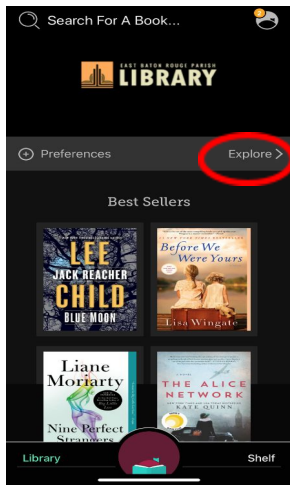 Search For A Book...
EAST BATON ROUGE PARISH
LIBRARY
Preferences
Explore >
Best Sellers
LEE
JACK REACHER
CHILD
BLUE MOON
Before We
Were Yours
Lisa Wingate
Liane
Moriarty
Nine Perfect
Strangers
THE ALICE
NETWORK
KATE QUINN
Library
Shelf